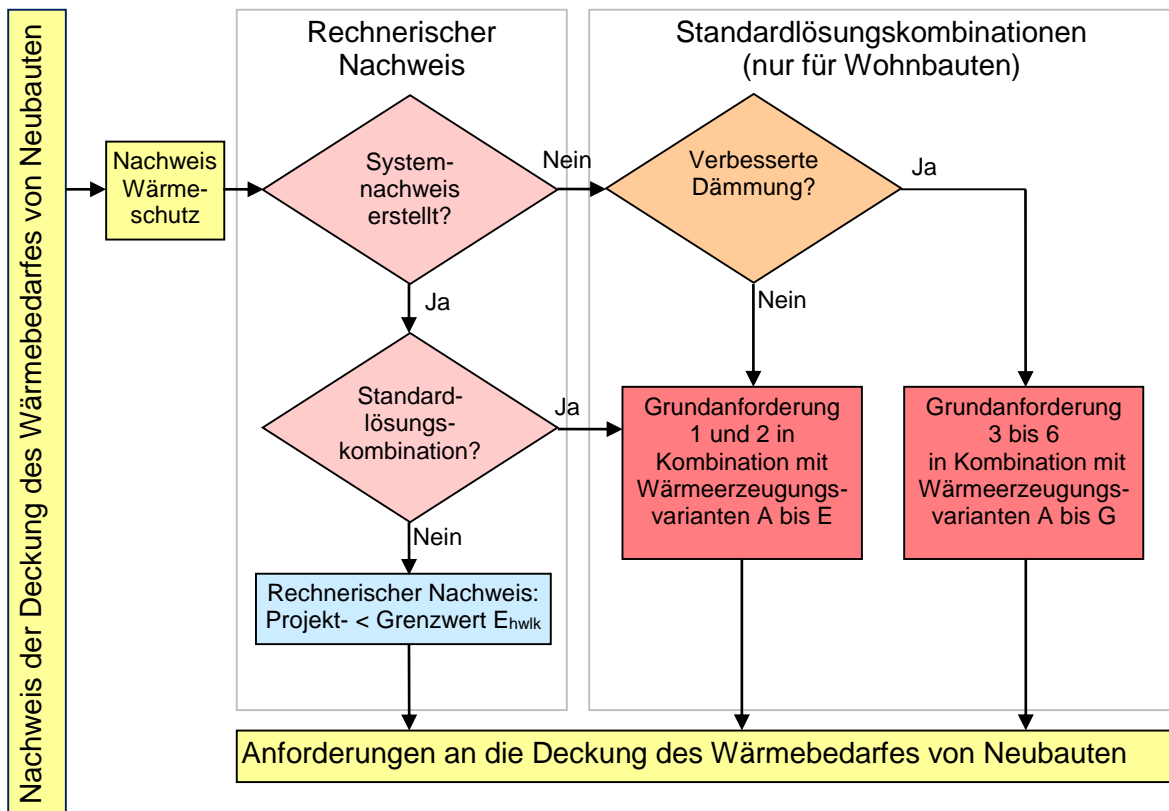 Nachweis der Deckung des Wärmebedarfes von Neubauten
Rechnerischer
Nachweis
Standardlösungskombinationen
(nur für Wohnbauten)
Nachweis
Wärme-
schutz
System-
nachweis
erstellt?
Nein
Verbesserte
Dämmung?
Ja
Ja
Nein
Standard-
lösungs-
kombination?
Ja
Grundanforderung
1 und 2 in
Kombination mit
Wärmeerzeugungs-
varianten A bis E
Grundanforderung
3 bis 6
in Kombination mit
Wärmeerzeugungs-
varianten A bis G
Nein
Rechnerischer Nachweis:
Projekt- < Grenzwert Ehwlk
Anforderungen an die Deckung des Wärmebedarfes von Neubauten